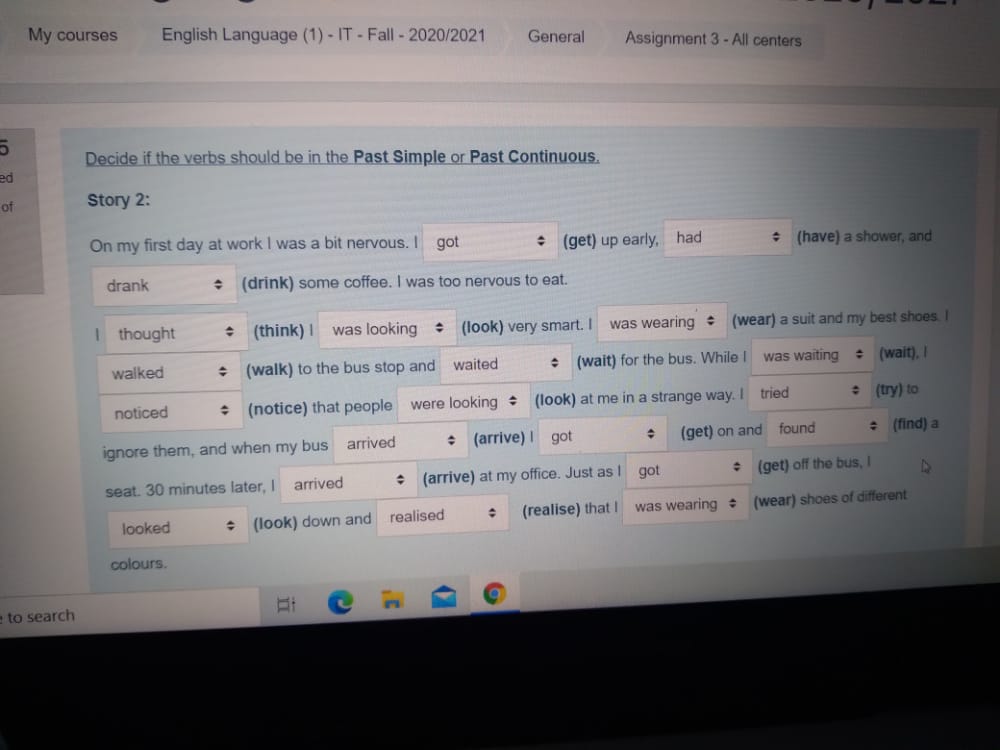 My courses English Language (1) - IT - Fall - 2020/2021 General Assignment 3 - All centers
5
ed
of
Decide if the verbs should be in the Past Simple or Past Continuous.
Story 2:
On my first day at work I was a bit nervous. I got (get) up early, had (have) a shower, and
drank (drink) some coffee. I was too nervous to eat.
I thought (think) I was looking (look) very smart. I was wearing (wear) a suit and my best shoes. I
walked (walk) to the bus stop and waited (wait) for the bus. While I was waiting (wait), I
noticed (notice) that people were looking (look) at me in a strange way. I tried (try) to
ignore them, and when my bus arrived (arrive) I got (get) on and found (find) a
seat. 30 minutes later, I arrived (arrive) at my office. Just as I got (get) off the bus, I
looked (look) down and realised (realise) that I was wearing (wear) shoes of different
colours.
e to search